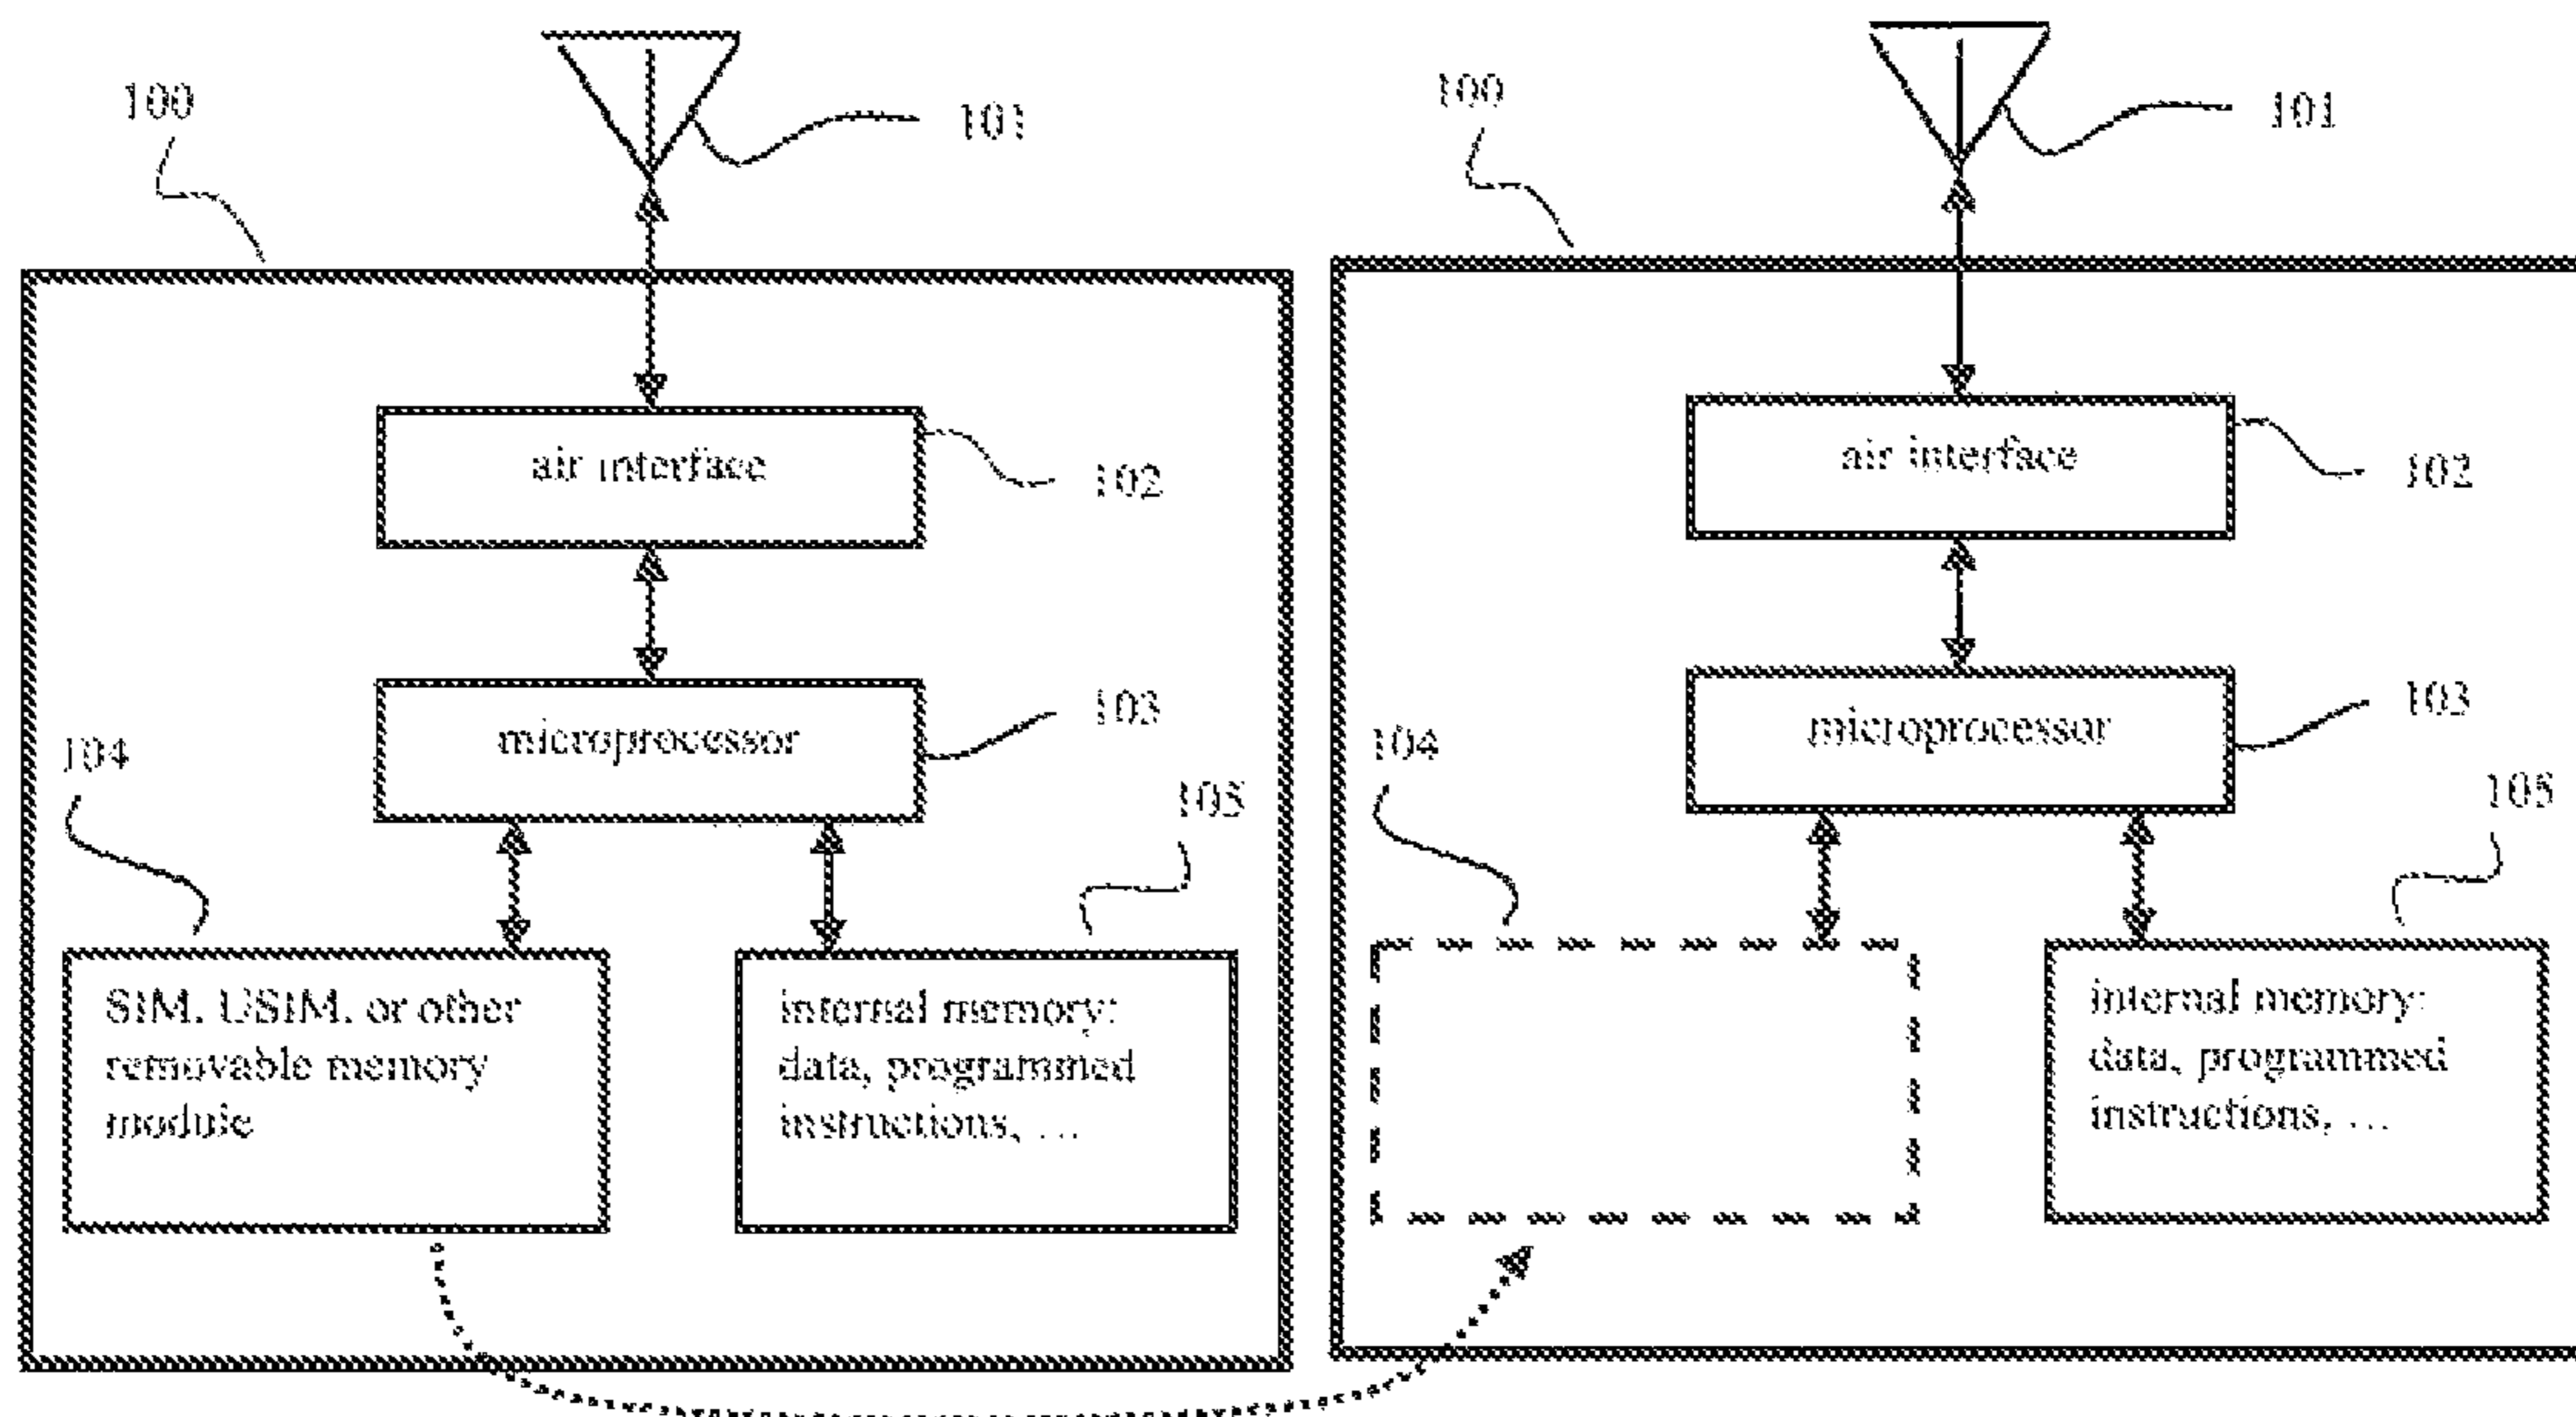 100
101
air interface
102
microprocessor
103
104
105
SIM, USIM, or other
removable memory
module
internal memory:
data, programmed
instructions, ...
100
101
air interface
102
microprocessor
103
104
105
internal memory:
data, programmed
instructions, ...